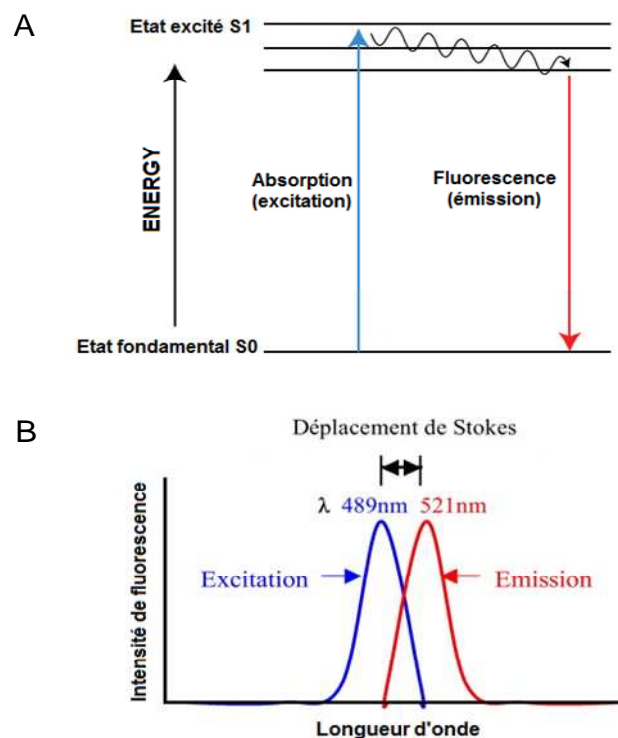 A
Etat excité S1
ENERGY
Absorption
(excitation)
Fluorescence
(émission)
Etat fondamental S0
B
Déplacement de Stokes
λ 489nm 521nm
Intensité de fluorescence
Excitation
Emission
Longueur d'onde